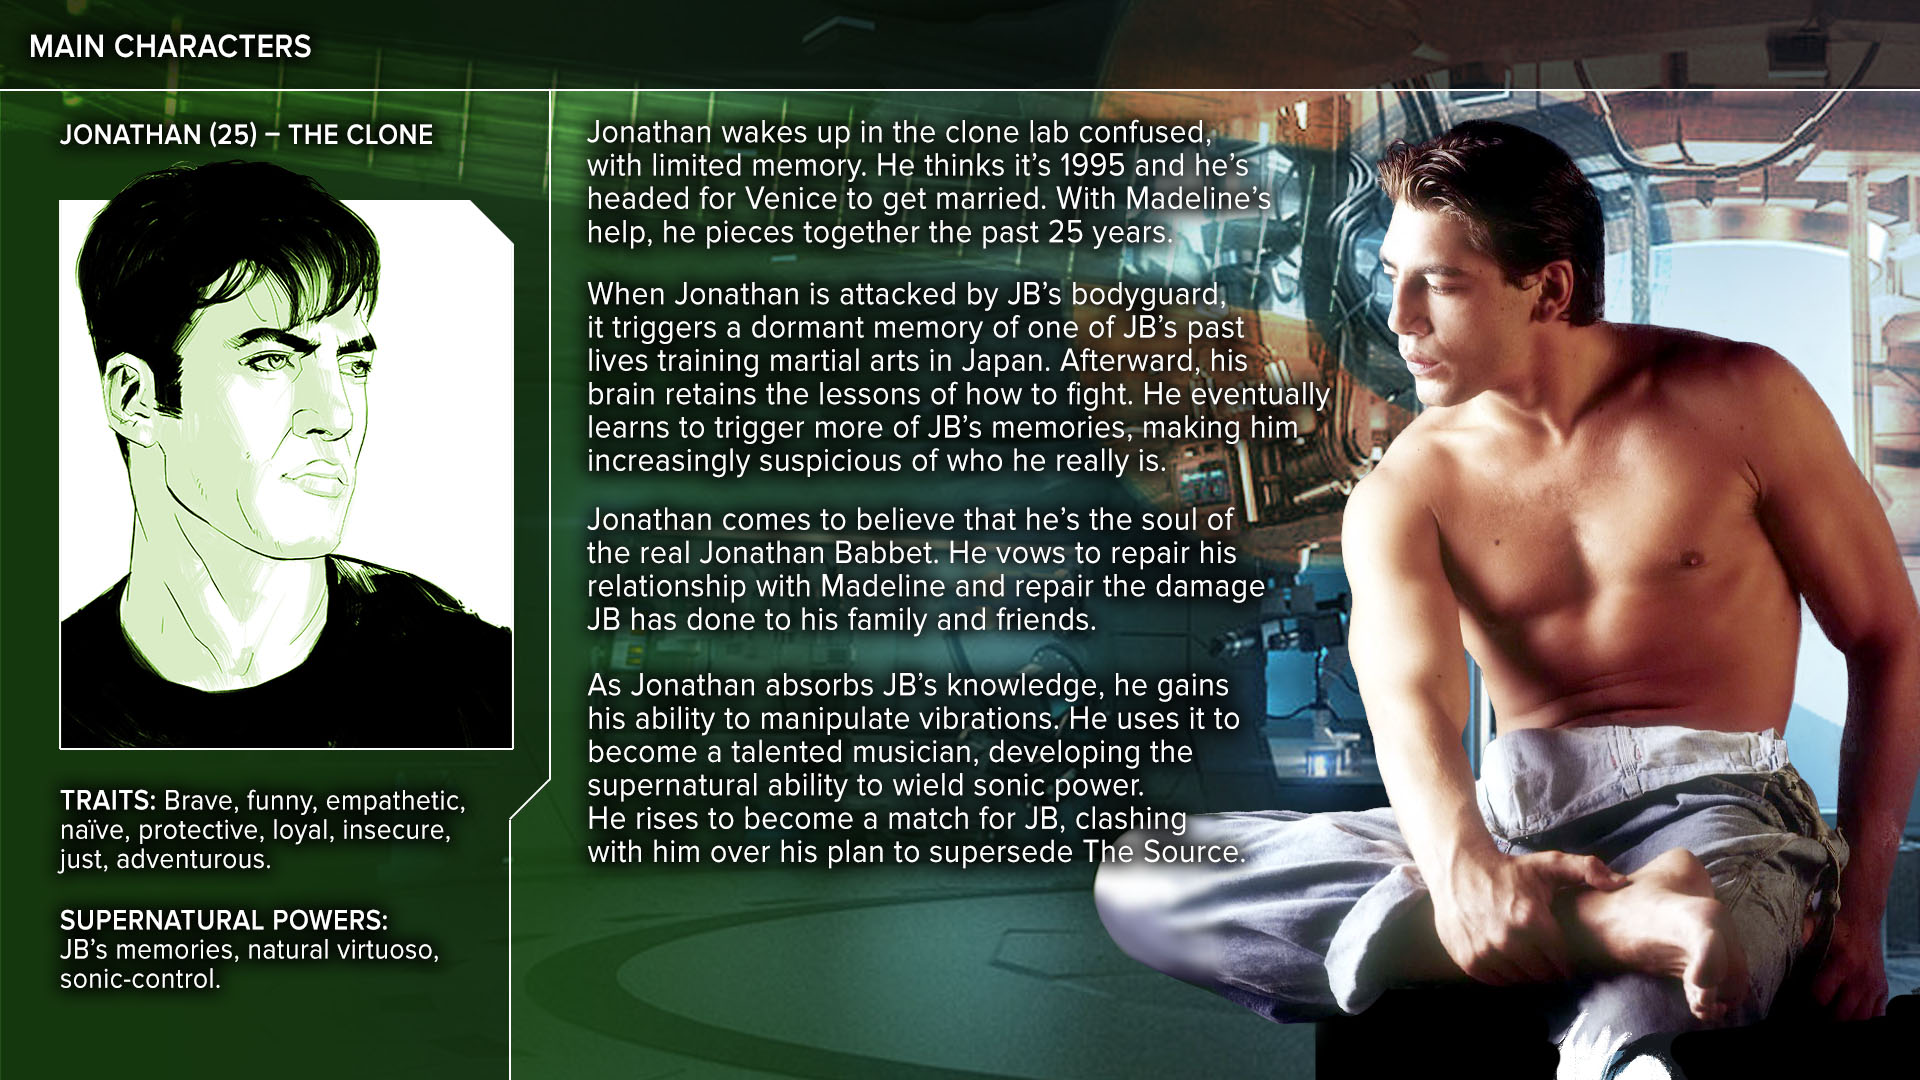 MAIN CHARACTERS
JONATHAN (25) – THE CLONE
TRAITS: Brave, funny, empathetic,
naïve, protective, loyal, insecure,
just, adventurous.
SUPERNATURAL POWERS:
JB’s memories, natural virtuoso,
sonic-control.
Jonathan wakes up in the clone lab confused,
with limited memory. He thinks it’s 1995 and he’s
headed for Venice to get married. With Madeline’s
help, he pieces together the past 25 years.
When Jonathan is attacked by JB’s bodyguard,
it triggers a dormant memory of one of JB’s past
lives training martial arts in Japan. Afterward, his
brain retains the lessons of how to fight. He eventually
learns to trigger more of JB’s memories, making him
increasingly suspicious of who he really is.
Jonathan comes to believe that he’s the soul of
the real Jonathan Babbet. He vows to repair his
relationship with Madeline and repair the damage
JB has done to his family and friends.
As Jonathan absorbs JB’s knowledge, he gains
his ability to manipulate vibrations. He uses it to
become a talented musician, developing the
supernatural ability to wield sonic power.
He rises to become a match for JB, clashing
with him over his plan to supersede The Source.